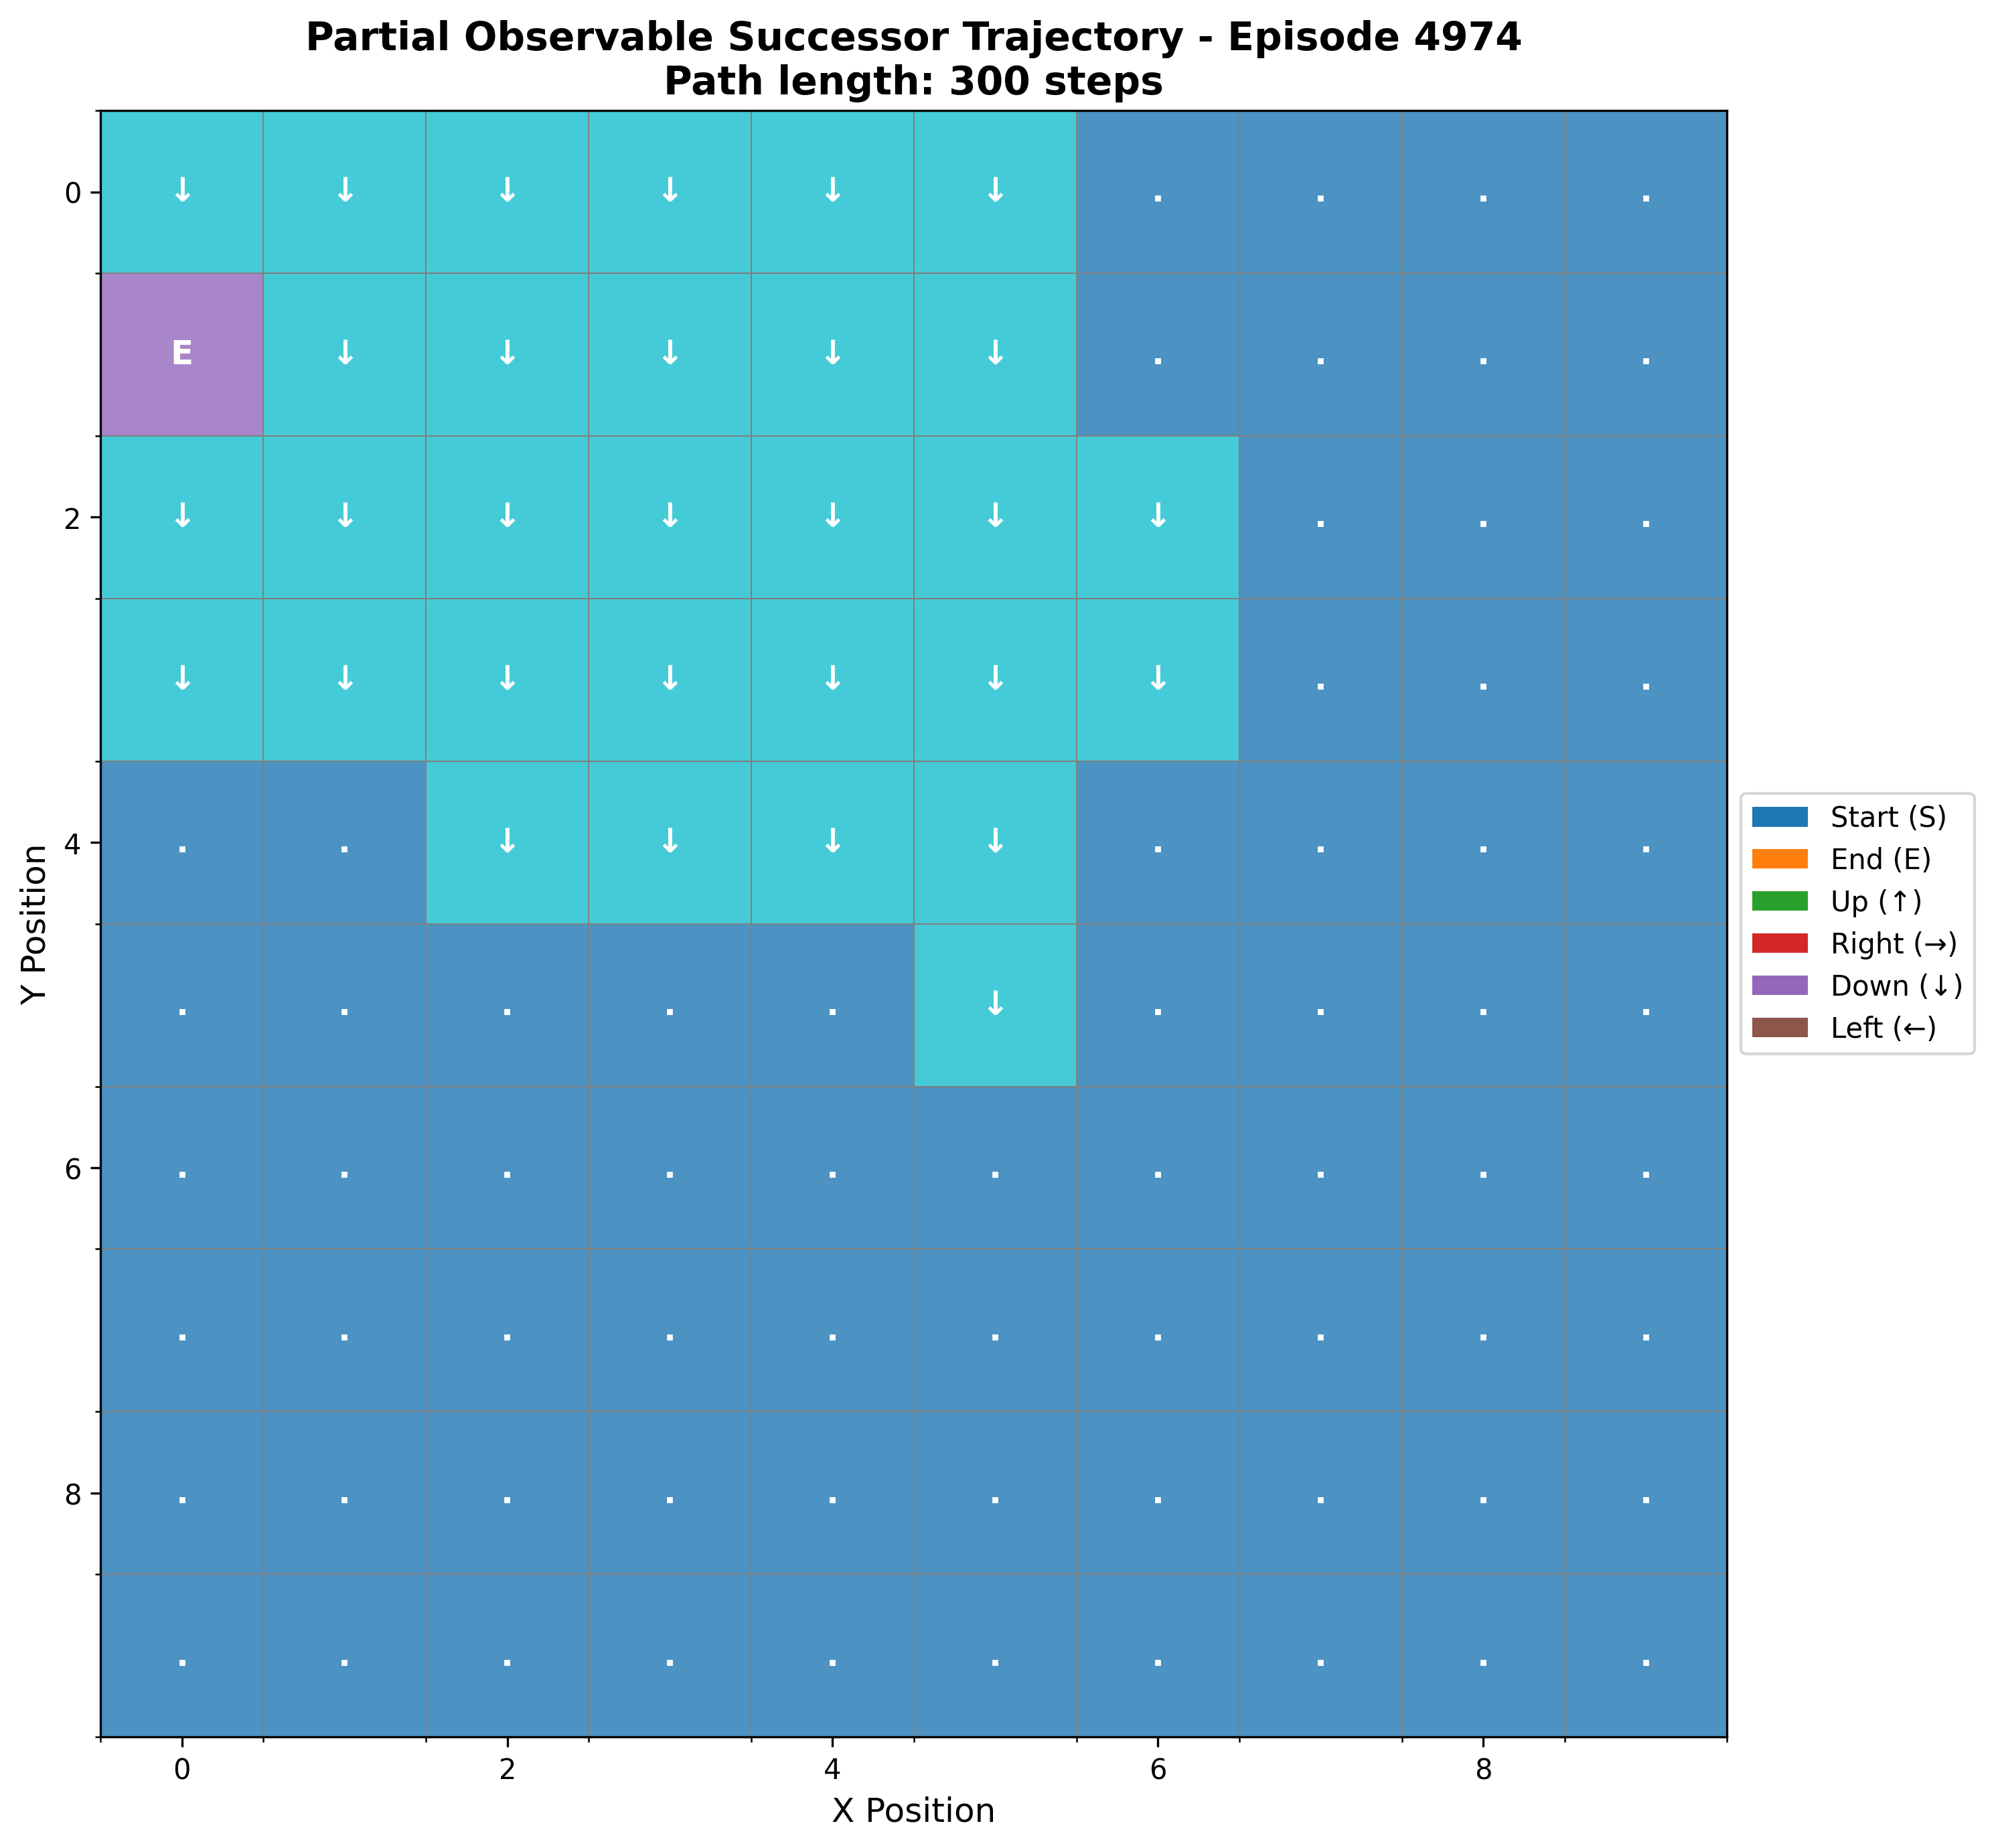 Partial Observable Successor Trajectory - Episode 4974
Path length: 300 steps
0 ↓ ↓ ↓ ↓ ↓ ↓ . . . .
E ↓ ↓ ↓ ↓ ↓ . . . .
2 ↓ ↓ ↓ ↓ ↓ ↓ ↓ . . .
↓ ↓ ↓ ↓ ↓ ↓ ↓ . . .
4 . . ↓ ↓ ↓ ↓ . . . .
. . . . . ↓ . . . .
6 . . . . . . . . . .
. . . . . . . . . .
8 . . . . . . . . . .
. . . . . . . . . .
0 2 4 6 8
X Position
Y Position
Start (S)
End (E)
Up (↑)
Right (→)
Down (↓)
Left (←)